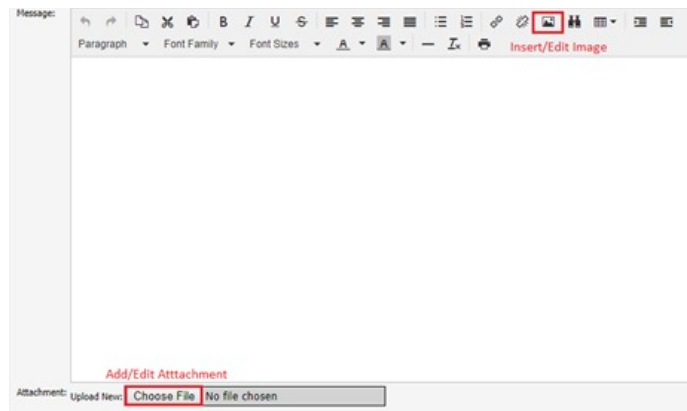 Message:
B I U S
Paragraph Font Family Font Sizes A A Ix
Insert/Edit Image
Add/Edit Atttachment
Attachment: Upload New: Choose File No file chosen